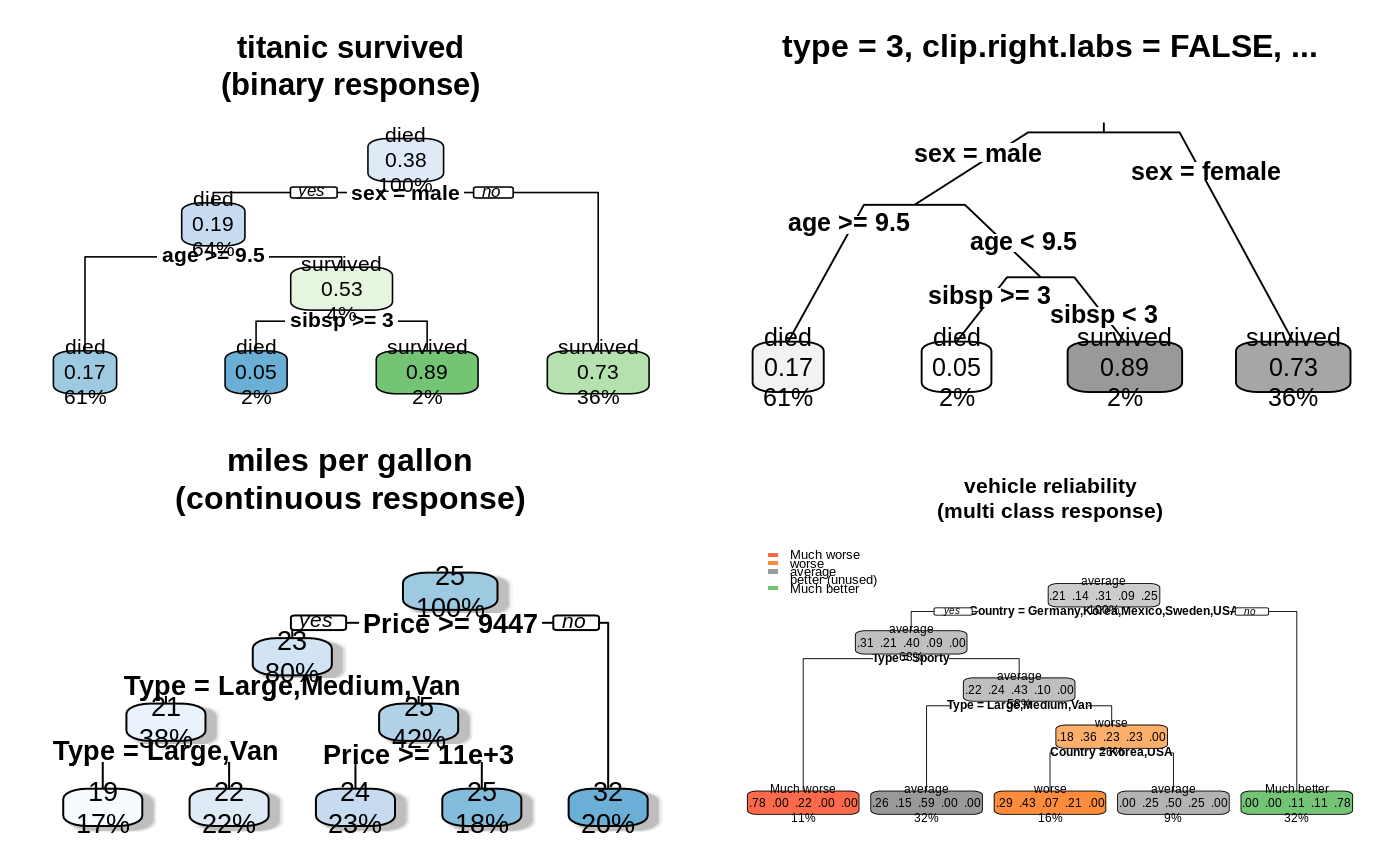 titanic survived
(binary response)
died
0.38
100%
yes
sex = male
no
died
0.19
64%
age >= 9.5
survived
0.53
4%
sibsp >= 3
died
0.17
61%
died
0.05
2%
survived
0.89
2%
survived
0.73
36%
type = 3, clip.right.labs = FALSE, ...
sex = male
sex = female
age >= 9.5
age < 9.5
sibsp >= 3
sibsp < 3
died
0.17
61%
died
0.05
2%
survived
0.89
2%
survived
0.73
36%
miles per gallon
(continuous response)
25
100%
yes
Price >= 9447
no
23
80%
Type = Large,Medium,Van
21
38%
25
42%
Type = Large,Van
Price >= 11e+3
19
17%
22
22%
24
23%
25
18%
32
20%
vehicle reliability
(multi class response)
Much worse
worse
average
better (unused)
Much better
average
.21 .14 .31 .09 .25
100%
yes
Country = Germany,Korea,Mexico,Sweden,USA
no
average
.31 .21 .40 .09 .00
68%
Type = Sporty
average
.22 .24 .43 .10 .00
Type = Large,Medium,Van
worse
.18 .36 .23 .23 .00
Country = Korea,USA
Much worse
.78 .00 .22 .00 .00
11%
average
.26 .15 .59 .00 .00
32%
worse
.29 .43 .07 .21 .00
16%
average
.00 .25 .50 .25 .00
9%
Much better
.00 .00 .11 .11 .78
32%